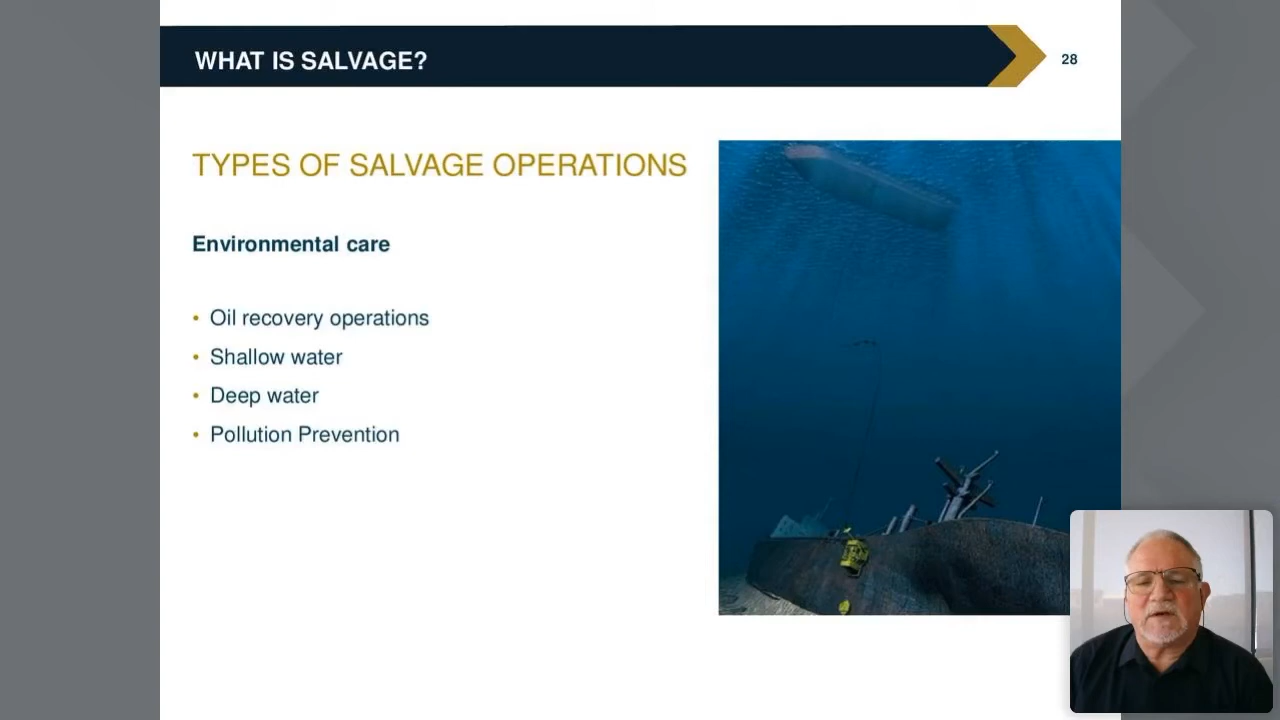 WHAT IS SALVAGE?
28
TYPES OF SALVAGE OPERATIONS
Environmental care
• Oil recovery operations
• Shallow water
• Deep water
• Pollution Prevention